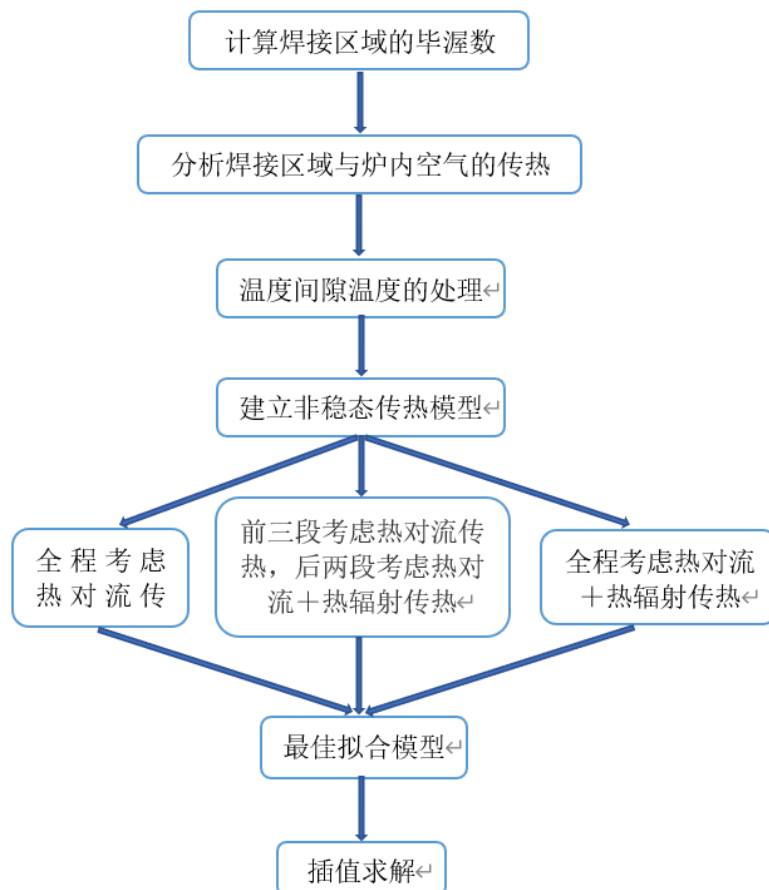 计算焊接区域的毕渥数
分析焊接区域与炉内空气的传热
温度间隙温度的处理↵
建立非稳态传热模型↵
全程考虑
热对流传
前三段考虑热对流传
热，后两段考虑热对
流＋热辐射传热↵
全程考虑热对流
＋热辐射传热↵
最佳拟合模型↵
插值求解↵